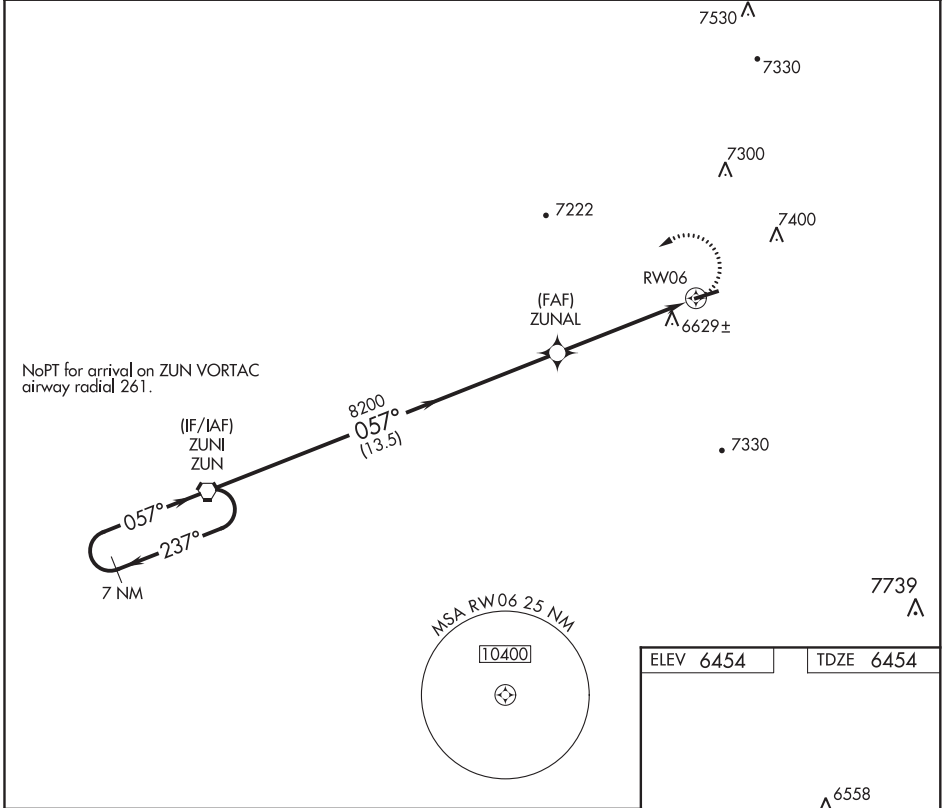 7530
7330
7300
7222
7400
RW06
(FAF)
ZUNAL
6629±
NoPT for arrival on ZUN VORTAC
airway radial 261.
8200
057°
(13.5)
(IF/IAF)
ZUNI
ZUN
7330
057°
237°
7 NM
7739
MSA RW06 25 NM
10400
ELEV 6454
TDZE 6454
6558